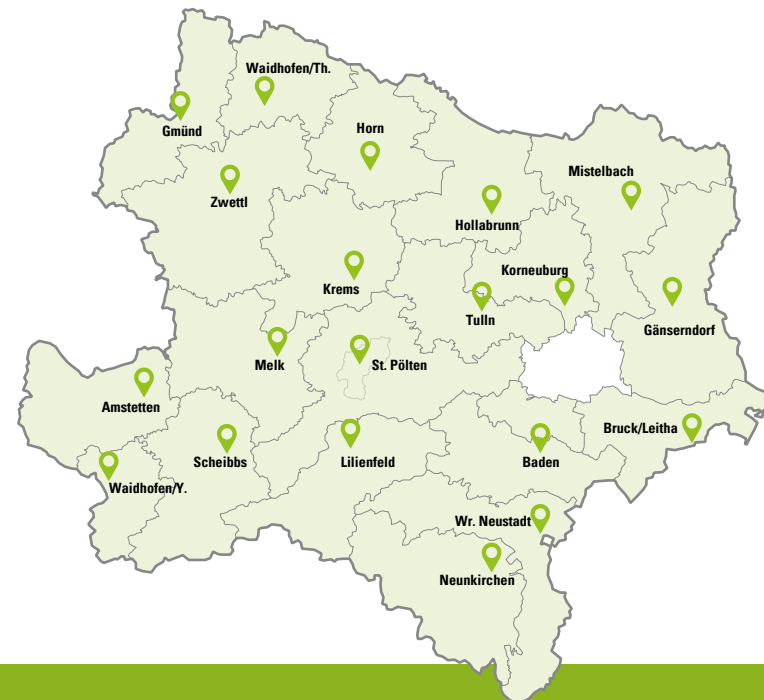 Waidhofen/Th.
Gmünd
Horn
Mistelbach
Zwettl
Hollabrunn
Korneuburg
Krems
Tulln
Gänserndorf
Melk
St. Pölten
Amstetten
Bruck/Leitha
Scheibbs
Lilienfeld
Baden
Waidhofen/Y.
Wr. Neustadt
Neunkirchen